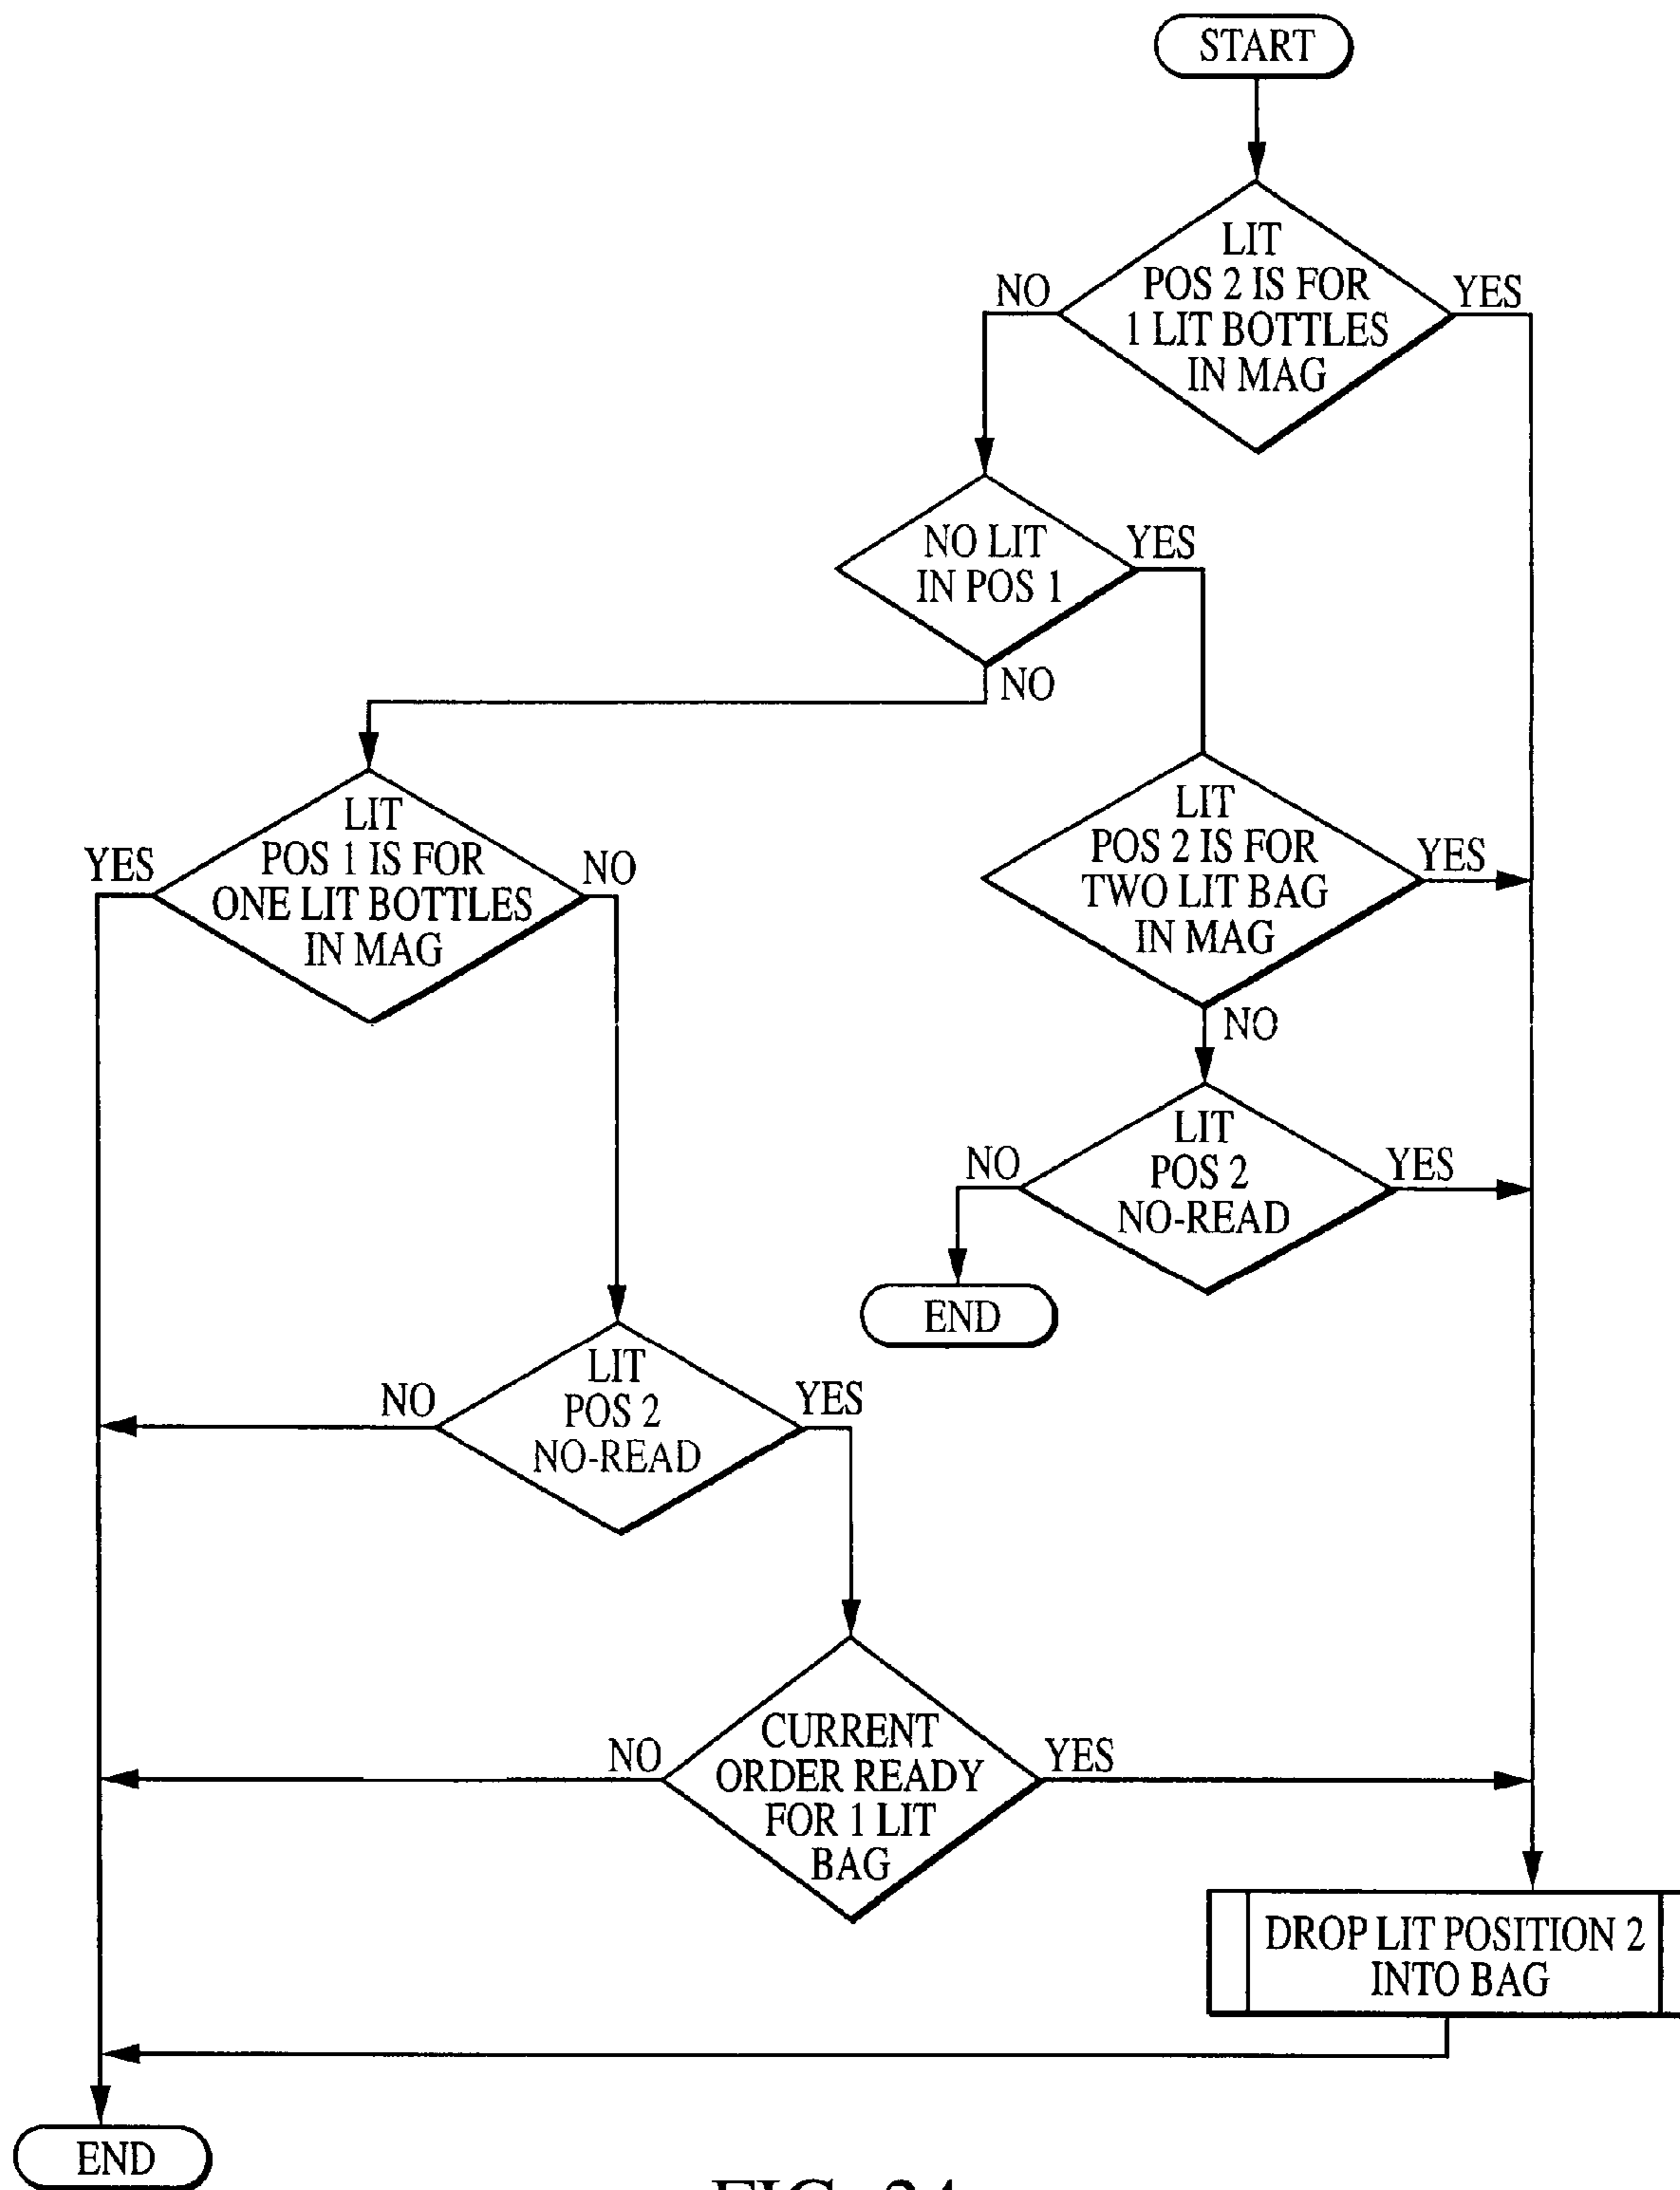 START
LIT
POS 2 IS FOR
1 LIT BOTTLES
IN MAG
NO
YES
NO LIT
IN POS 1
YES
NO
LIT
POS 1 IS FOR
ONE LIT BOTTLES
IN MAG
YES
NO
LIT
POS 2 IS FOR
TWO LIT BAG
IN MAG
YES
NO
LIT
POS 2
NO-READ
NO
YES
END
LIT
POS 2
NO-READ
NO
YES
CURRENT
ORDER READY
FOR 1 LIT
BAG
NO
YES
DROP LIT POSITION 2
INTO BAG
END